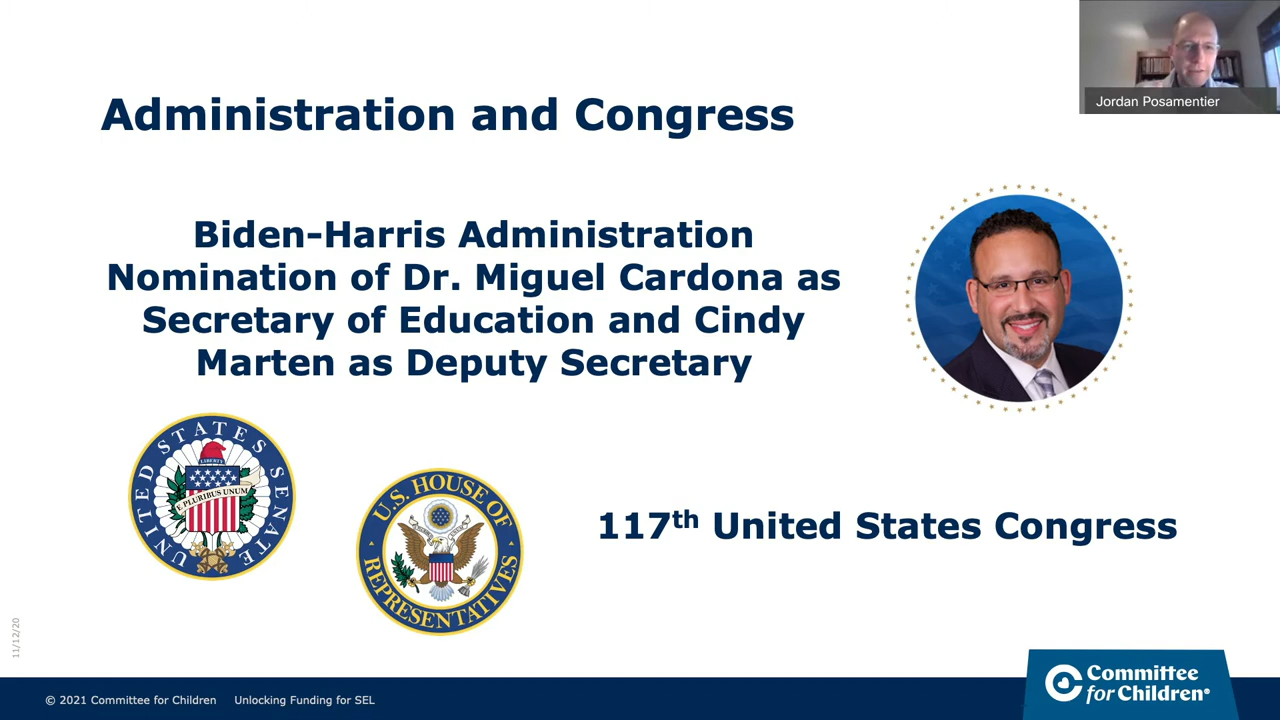 Jordan Posamentier
Administration and Congress
Biden-Harris Administration
Nomination of Dr. Miguel Cardona as
Secretary of Education and Cindy
Marten as Deputy Secretary
UNITED STATES SENATE
LIBERTY
E PLURIBUS UNUM
U.S. HOUSE OF
REPRESENTATIVES
117th United States Congress
11/12/20
© 2021 Committee for Children Unlocking Funding for SEL
Committee
for Children®